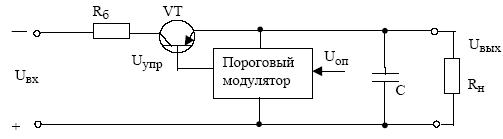 Rб
VT
−
Uвх
+
Uупр
Пороговый
модулятор
Uоп
C
Uвых
Rн